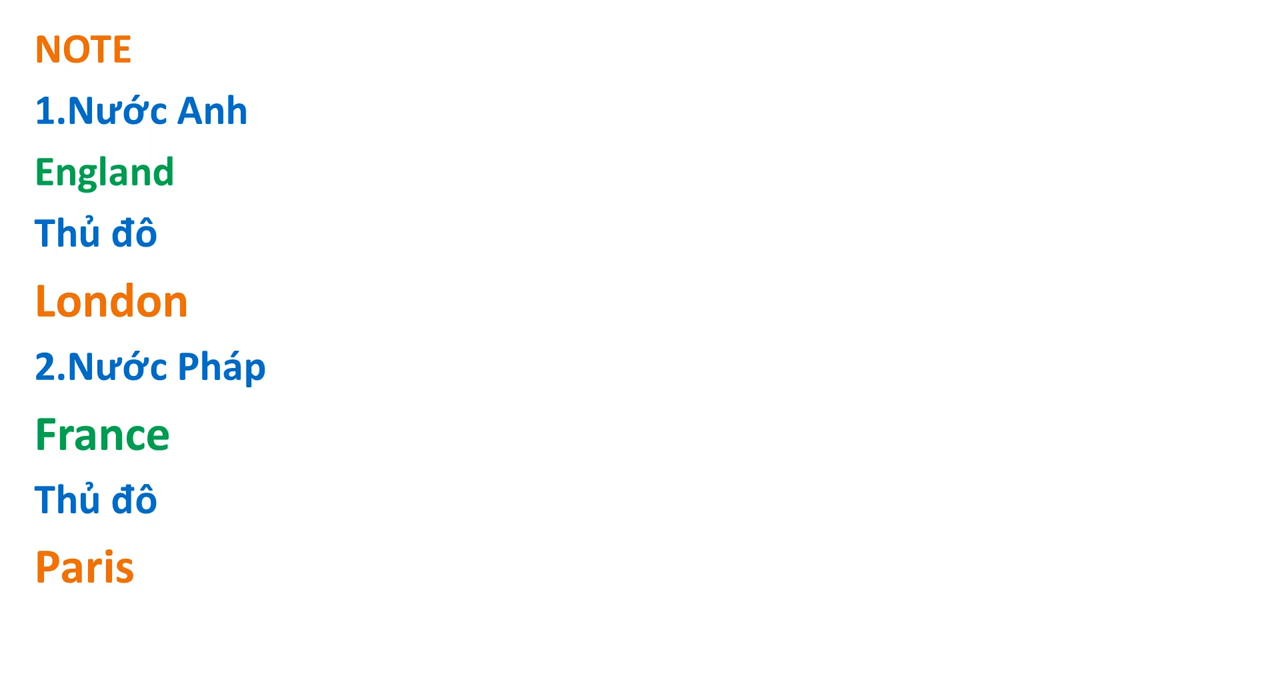 NOTE
1.Nước Anh
England
Thủ đô
London
2.Nước Pháp
France
Thủ đô
Paris